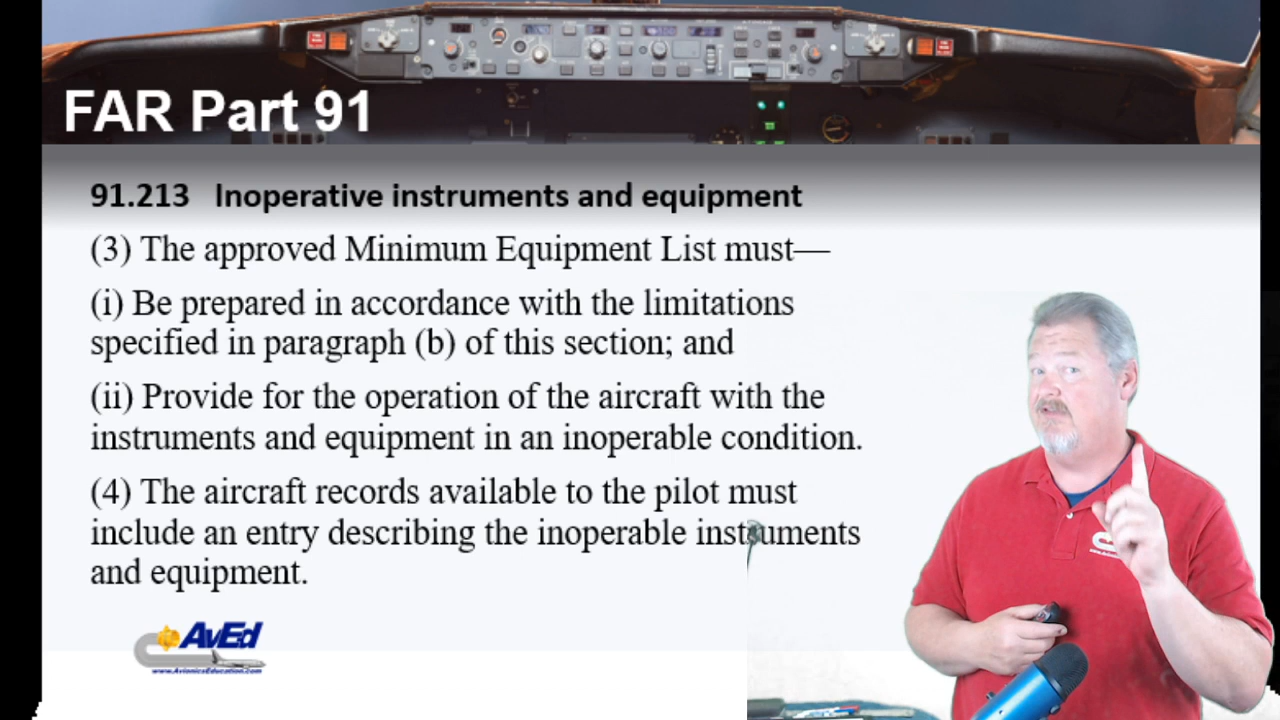 FAR Part 91
91.213 Inoperative instruments and equipment
(3) The approved Minimum Equipment List must—
(i) Be prepared in accordance with the limitations
specified in paragraph (b) of this section; and
(ii) Provide for the operation of the aircraft with the
instruments and equipment in an inoperable condition.
(4) The aircraft records available to the pilot must
include an entry describing the inoperable instruments
and equipment.
AvEd
www.AvionicsEducation.com